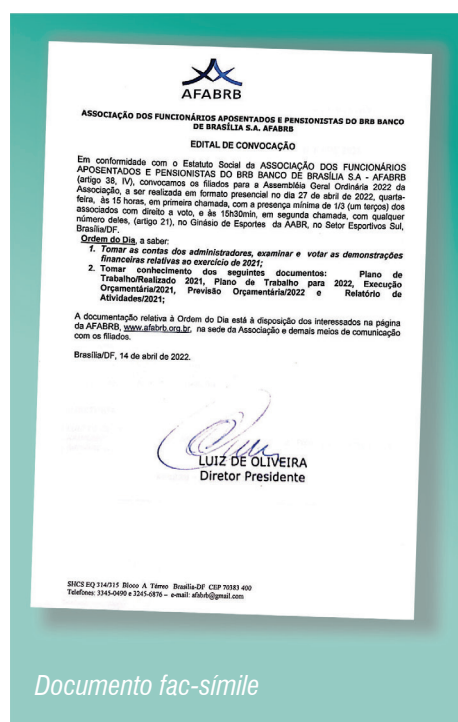 AFABRB
ASSOCIAÇÃO DOS FUNCIONÁRIOS APOSENTADOS E PENSIONISTAS DO BRB BANCO
DE BRASÍLIA S.A. AFABRB
EDITAL DE CONVOCAÇÃO
Em conformidade com o Estatuto Social da ASSOCIAÇÃO DOS FUNCIONÁRIOS
APOSENTADOS E PENSIONISTAS DO BRB BANCO DE BRASÍLIA S.A - AFABRB
(artigo 38, IV), convocamos os filiados para a Assembléia Geral Ordinária 2022 da
Associação, a ser realizada em formato presencial no dia 27 de abril de 2022, quarta-
feira, às 15 horas, em primeira chamada, com a presença mínima de 1/3 (um terços) dos
associados com direito a voto, e às 15h30min, em segunda chamada, com qualquer
número deles, (artigo 21), no Ginásio de Esportes da AABR, no Setor Esportivos Sul,
Brasília/DF.
Ordem do Dia, a saber:
1. Tomar as contas dos administradores, examinar e votar as demonstrações
financeiras relativas ao exercício de 2021;
2. Tomar conhecimento dos seguintes documentos: Plano de
Trabalho/Realizado 2021, Plano de Trabalho para 2022, Execução
Orçamentária/2021, Previsão Orçamentária/2022 e Relatório de
Atividades/2021;
A documentação relativa à Ordem do Dia está à disposição dos interessados na página
da AFABRB, www.afabrb.org.br, na sede da Associação e demais meios de comunicação
com os filiados.
Brasília/DF, 14 de abril de 2022.
LUIZ DE OLIVEIRA
Diretor Presidente
SHCS EQ 314/315 Bloco A Térreo Brasília-DF CEP 70383 400
Telefones: 3345-0490 e 3245-6876 – e-mail: afabrb@gmail.com
Documento fac-símile